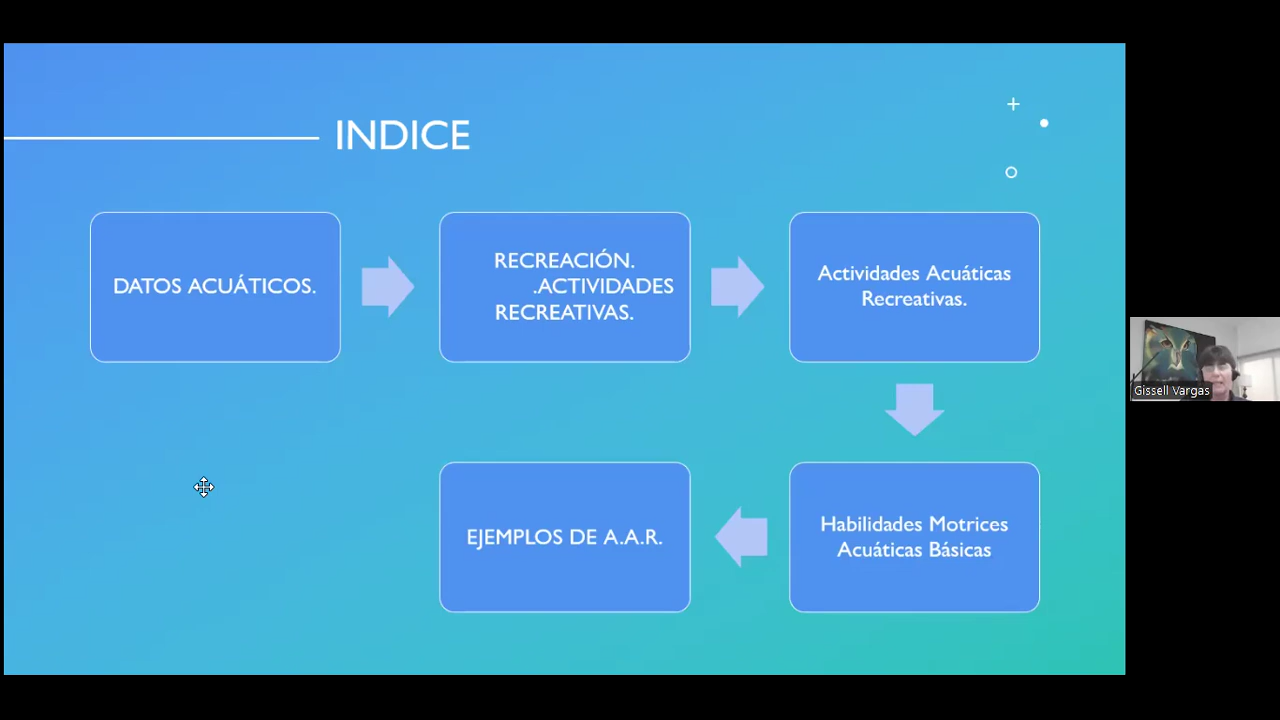 INDICE
DATOS ACUÁTICOS.
RECREACIÓN.
.ACTIVIDADES
RECREATIVAS.
Actividades Acuáticas
Recreativas.
Habilidades Motrices
Acuáticas Básicas
EJEMPLOS DE A.A.R.
Gissell Vargas